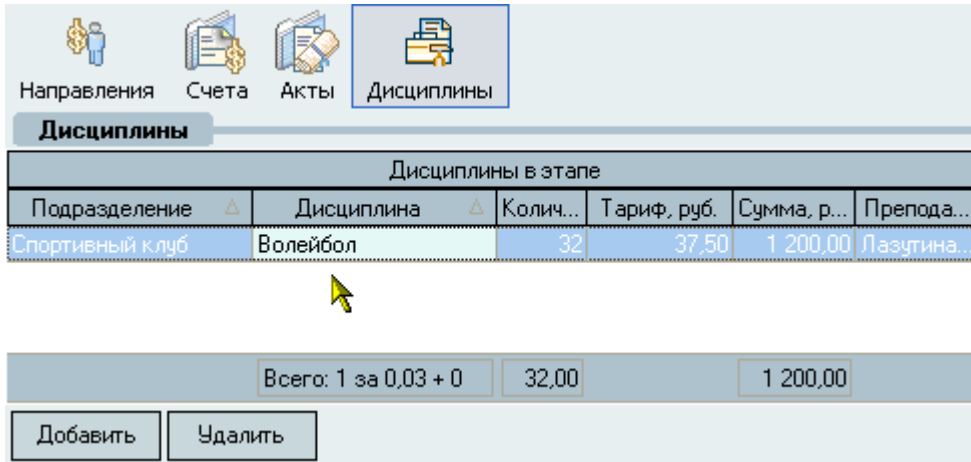 Направления Счета Акты Дисциплины
Дисциплины
Дисциплины в этапе
Подразделение Дисциплина Колич... Тариф, руб. Сумма, р... Препода...
Спортивный клуб Волейбол 32 37,50 1 200,00 Лазутина...
Всего: 1 за 0,03 + 0 32,00 1 200,00
Добавить Удалить